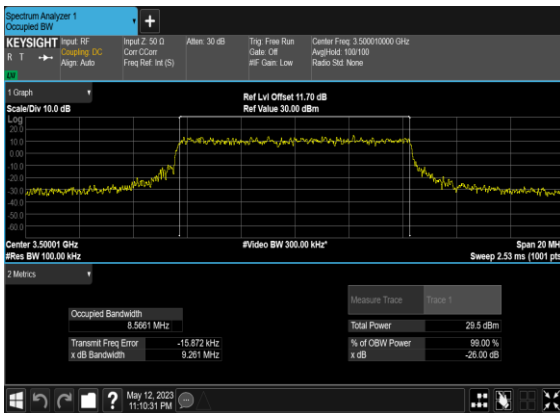 Spectrum Analyzer 1
Occupied BW
+
KEYSIGHT
R T
LV
Input: RF
Coupling: DC
Align: Auto
Input Z: 50 Ω
Corr CCorr
Freq Ref: Int (S)
Atten: 30 dB
Trig: Free Run
Gate: Off
#IF Gain: Low
Center Freq: 3.500010000 GHz
Avg|Hold: 100/100
Radio Std: None
1 Graph
Scale/Div 10.0 dB
Ref Lvl Offset 11.70 dB
Ref Value 30.00 dBm
Log
20.0
10.0
0.00
-10.0
-20.0
-30.0
-40.0
-50.0
-60.0
Center 3.50001 GHz
#Res BW 100.00 kHz
#Video BW 300.00 kHz*
Span 20 MH
Sweep 2.53 ms (1001 pts
2 Metrics
Measure Trace Trace 1
Occupied Bandwidth
8.5661 MHz
Total Power 29.5 dBm
Transmit Freq Error -15.872 kHz
% of OBW Power 99.00 %
x dB Bandwidth 9.261 MHz
x dB -26.00 dB
?
May 12, 2023
11:10:31 PM